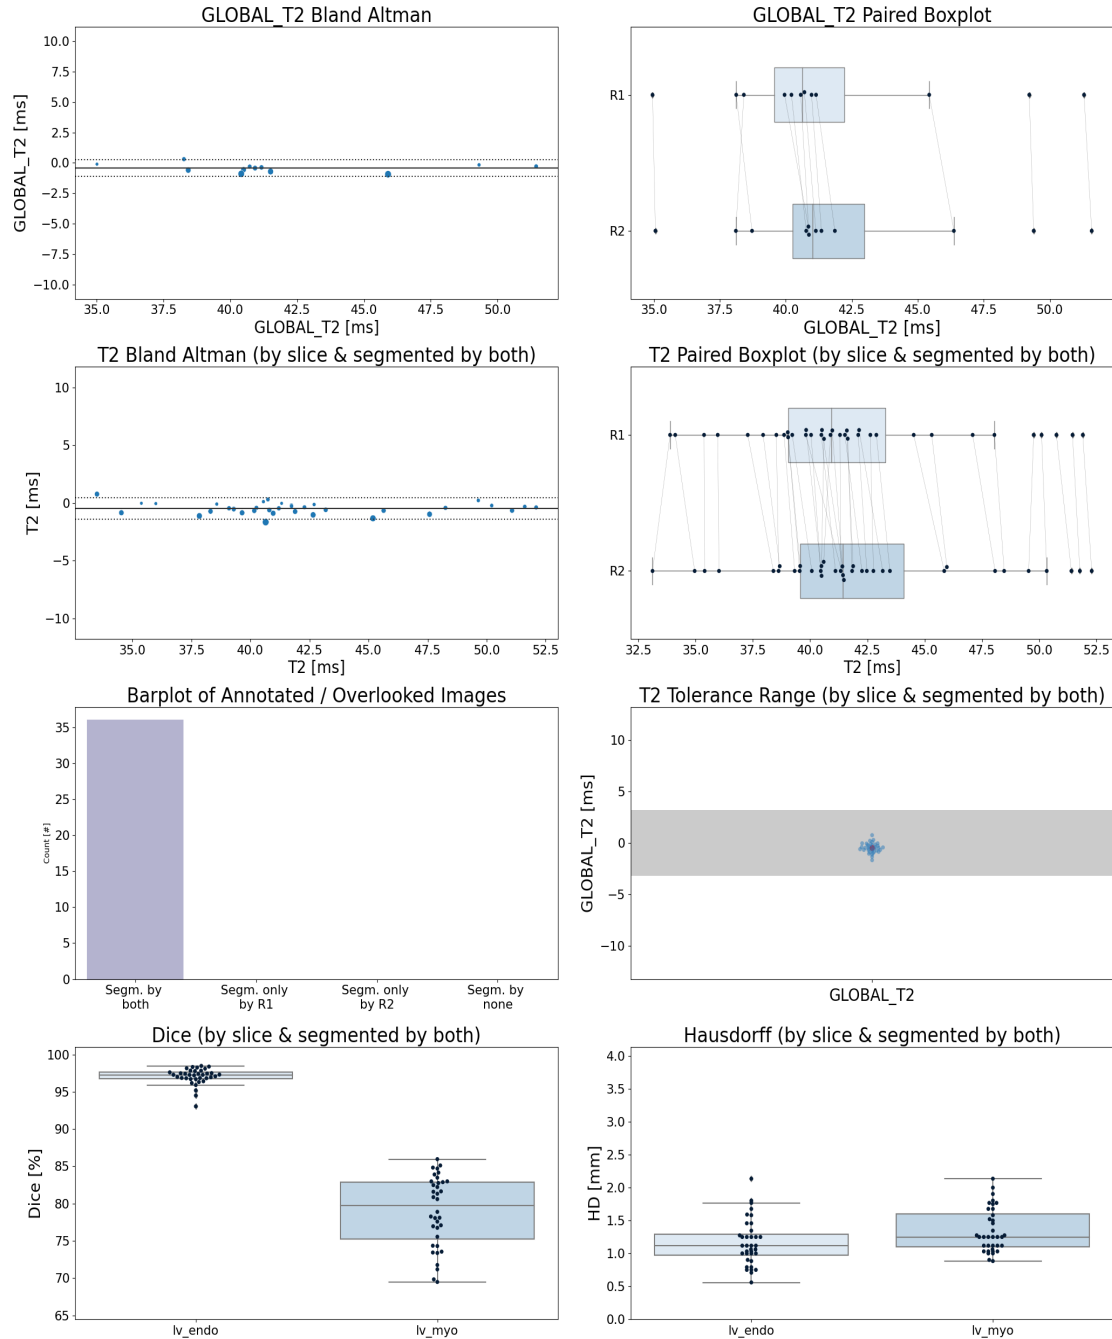 GLOBAL_T2 Bland Altman
GLOBAL_T2 [ms]
10.0
7.5
5.0
2.5
0.0
−2.5
−5.0
−7.5
−10.0
35.0 37.5 40.0 42.5 45.0 47.5 50.0
GLOBAL_T2 [ms]
GLOBAL_T2 Paired Boxplot
R1
R2
35.0 37.5 40.0 42.5 45.0 47.5 50.0
GLOBAL_T2 [ms]
T2 Bland Altman (by slice & segmented by both)
T2 [ms]
10
5
0
−5
−10
35.0 37.5 40.0 42.5 45.0 47.5 50.0 52.5
T2 [ms]
T2 Paired Boxplot (by slice & segmented by both)
R1
R2
32.5 35.0 37.5 40.0 42.5 45.0 47.5 50.0 52.5
T2 [ms]
Barplot of Annotated / Overlooked Images
Count [#]
35
30
25
20
15
10
5
0
Segm. by Segm. only Segm. only Segm. by
both by R1 by R2 none
T2 Tolerance Range (by slice & segmented by both)
GLOBAL_T2 [ms]
10
5
0
−5
−10
GLOBAL_T2
Dice (by slice & segmented by both)
Dice [%]
100
95
90
85
80
75
70
65
lv_endo lv_myo
Hausdorff (by slice & segmented by both)
HD [mm]
4.0
3.5
3.0
2.5
2.0
1.5
1.0
0.5
0.0
lv_endo lv_myo